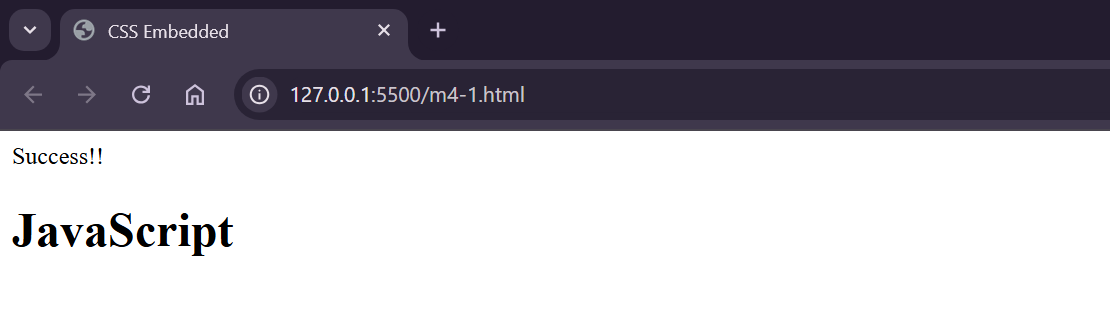 CSS Embedded
127.0.0.1:5500/m4-1.html
Success!!
JavaScript